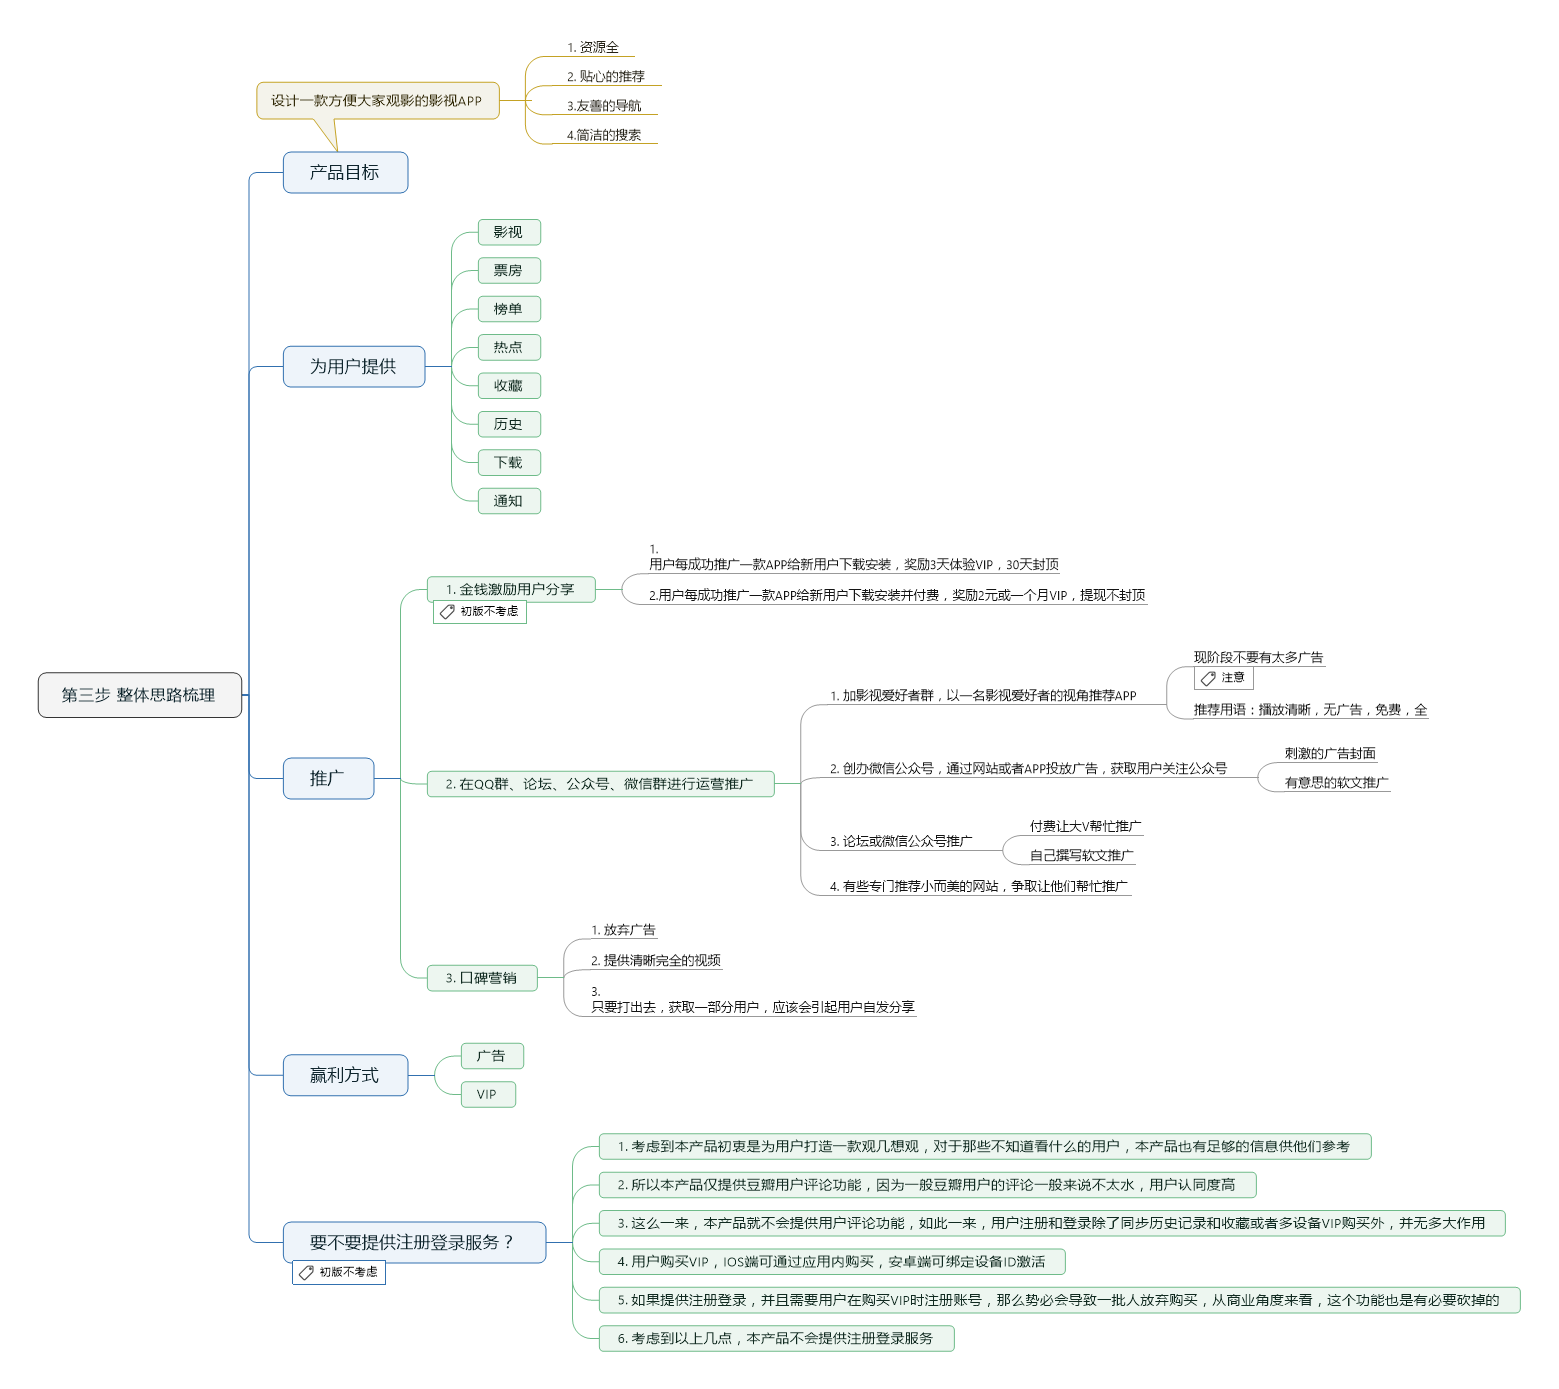 1. 资源全
2. 贴心的推荐
3.友善的导航
4.简洁的搜索
设计一款方便大家观影的影视APP
产品目标
影视
票房
榜单
热点
收藏
历史
下载
通知
为用户提供
1.
用户每成功推广一款APP给新用户下载安装，奖励3天体验VIP，30天封顶
2.用户每成功推广一款APP给新用户下载安装并付费，奖励2元或一个月VIP，提现不封顶
1. 金钱激励用户分享
初版不考虑
现阶段不要有太多广告
注意
推荐用语：播放清晰，无广告，免费，全
1. 加影视爱好者群，以一名影视爱好者的视角推荐APP
刺激的广告封面
有意思的软文推广
2. 创办微信公众号，通过网站或者APP投放广告，获取用户关注公众号
付费让大V帮忙推广
自己撰写软文推广
3. 论坛或微信公众号推广
4. 有些专门推荐小而美的网站，争取让他们帮忙推广
2. 在QQ群、论坛、公众号、微信群进行运营推广
推广
1. 放弃广告
2. 提供清晰完全的视频
3.
只要打出去，获取一部分用户，应该会引起用户自发分享
3. 口碑营销
第三步 整体思路梳理
赢利方式
广告
VIP
1. 考虑到本产品初衷是为用户打造一款观几想观，对于那些不知道看什么的用户，本产品也有足够的信息供他们参考
2. 所以本产品仅提供豆瓣用户评论功能，因为一般豆瓣用户的评论一般来说不太水，用户认同度高
3. 这么一来，本产品就不会提供用户评论功能，如此一来，用户注册和登录除了同步历史记录和收藏或者多设备VIP购买外，并无多大作用
4. 用户购买VIP，IOS端可通过应用内购买，安卓端可绑定设备ID激活
5. 如果提供注册登录，并且需要用户在购买VIP时注册账号，那么势必会导致一批人放弃购买，从商业角度来看，这个功能也是有必要砍掉的
6. 考虑到以上几点，本产品不会提供注册登录服务
要不要提供注册登录服务？
初版不考虑